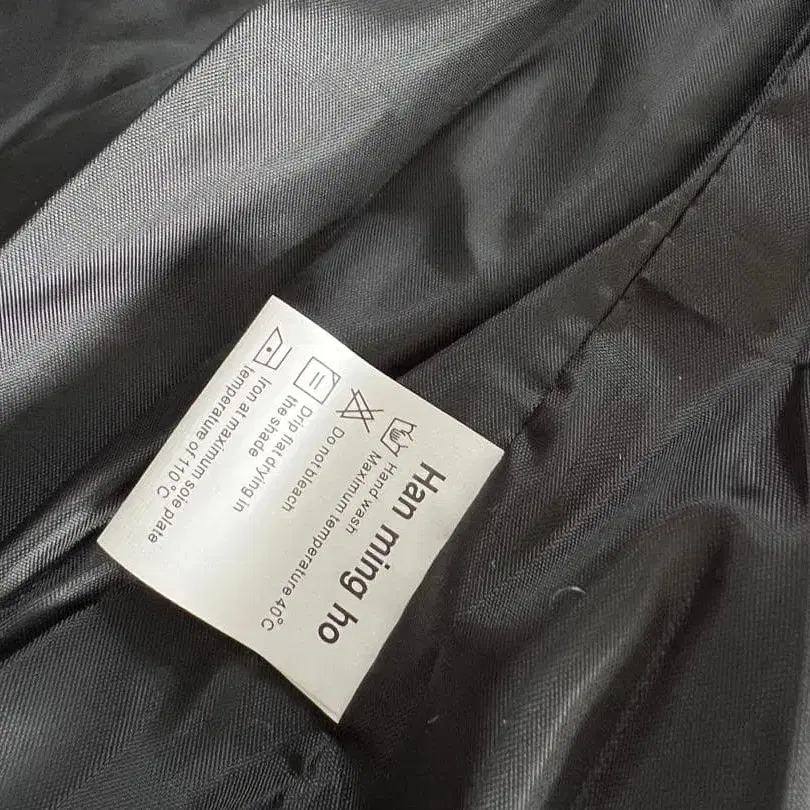 Han ming ho
Hand wash
Maximum temperature 40°C
Do not bleach
Drip flat drying in
the shade
Iron at maximum sole plate
temperature of 110°C